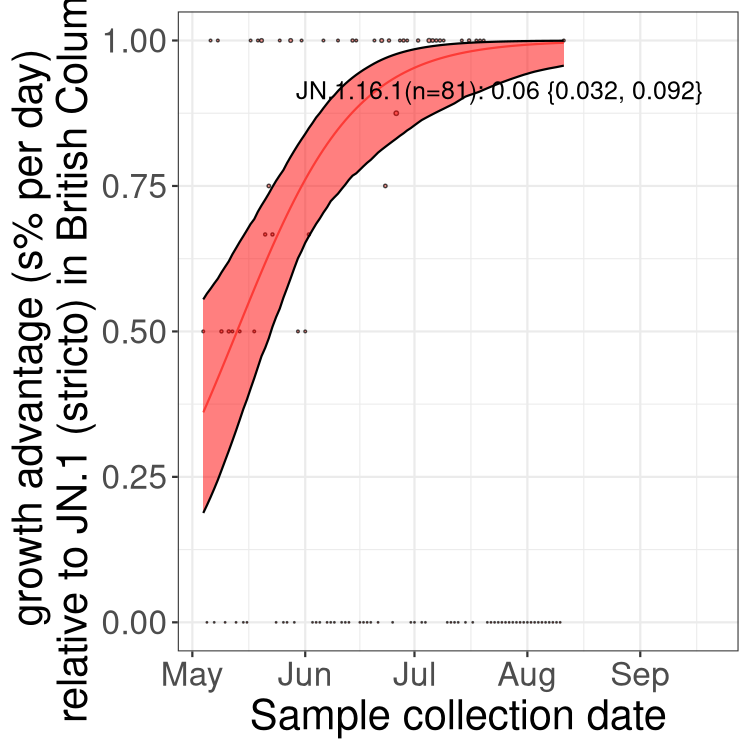 growth advantage (s% per day)
relative to JN.1 (stricto) in British Colum
1.00
0.75
0.50
0.25
0.00
JN.1.16.1(n=81): 0.06 {0.032, 0.092}
May Jun Jul Aug Sep
Sample collection date